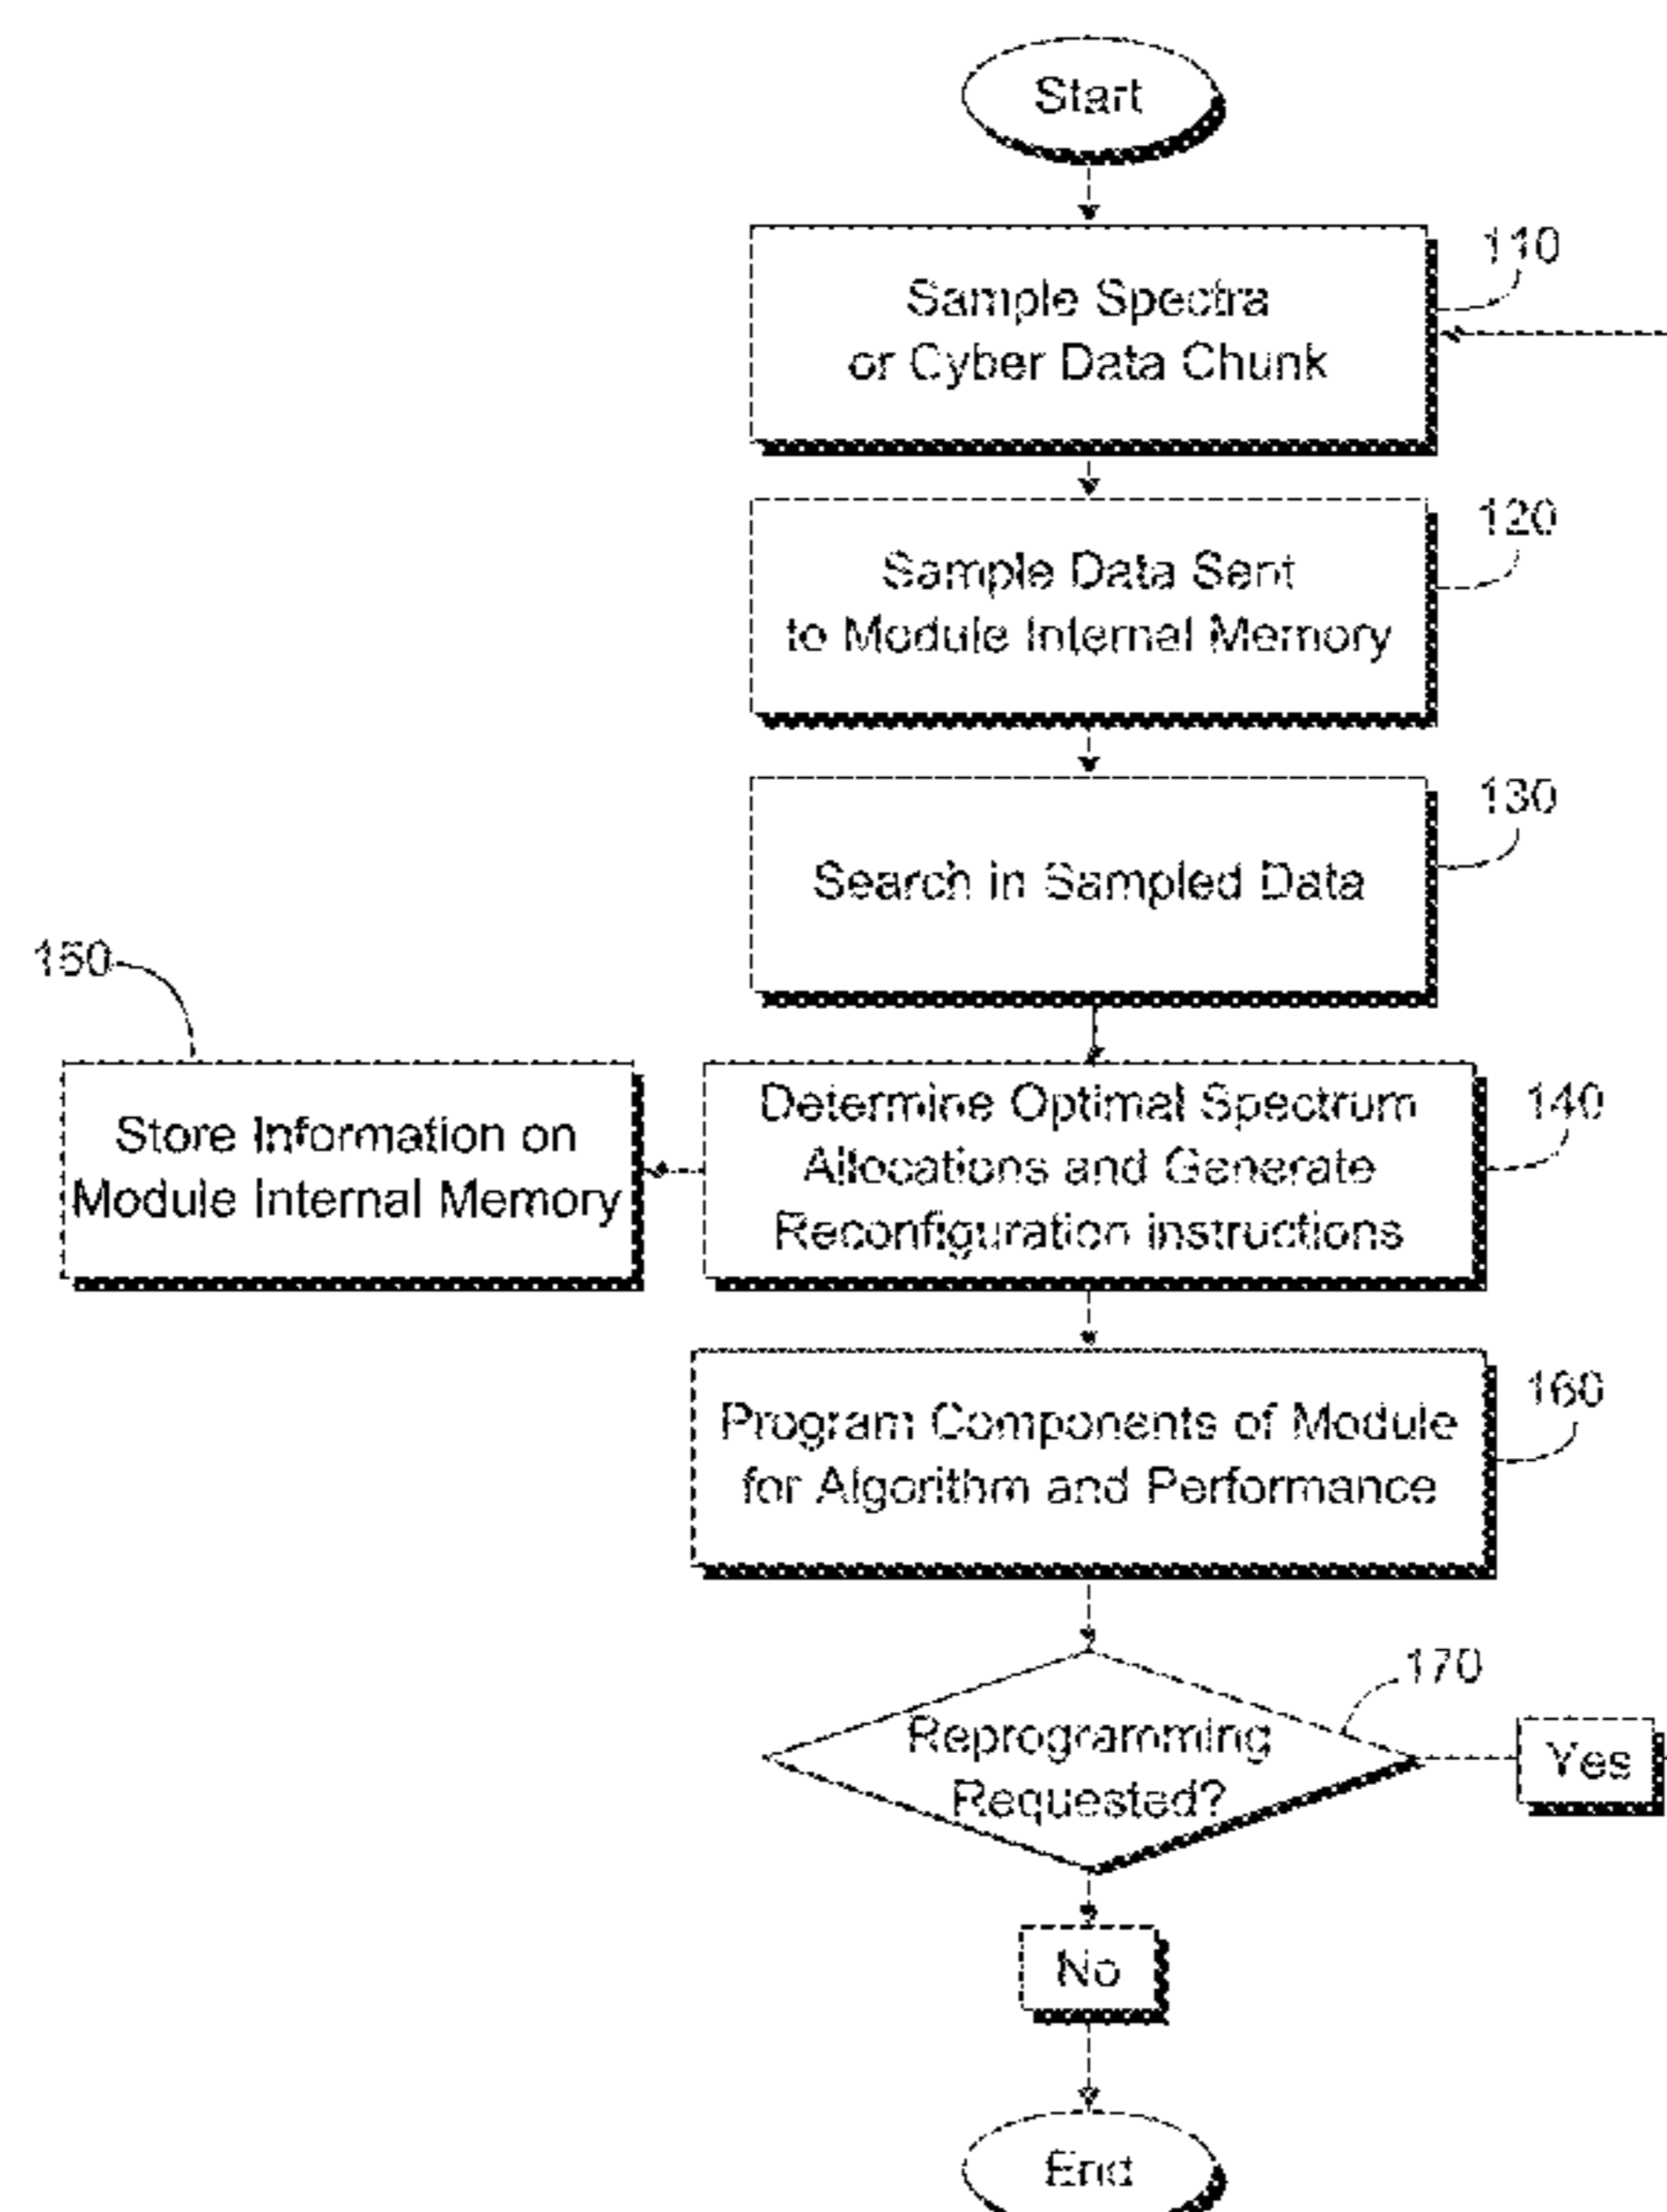 Start
110
Sample Spectra
or Cyber Data Chunk
120
Sample Data Sent
to Module Internal Memory
130
Search in Sampled Data
150
Store Information on
Module Internal Memory
Determine Optimal Spectrum
Allocations and Generate
Reconfiguration instructions
140
Program Components of Module
for Algorithm and Performance
160
170
Reprogramming
Requested?
Yes
No
End